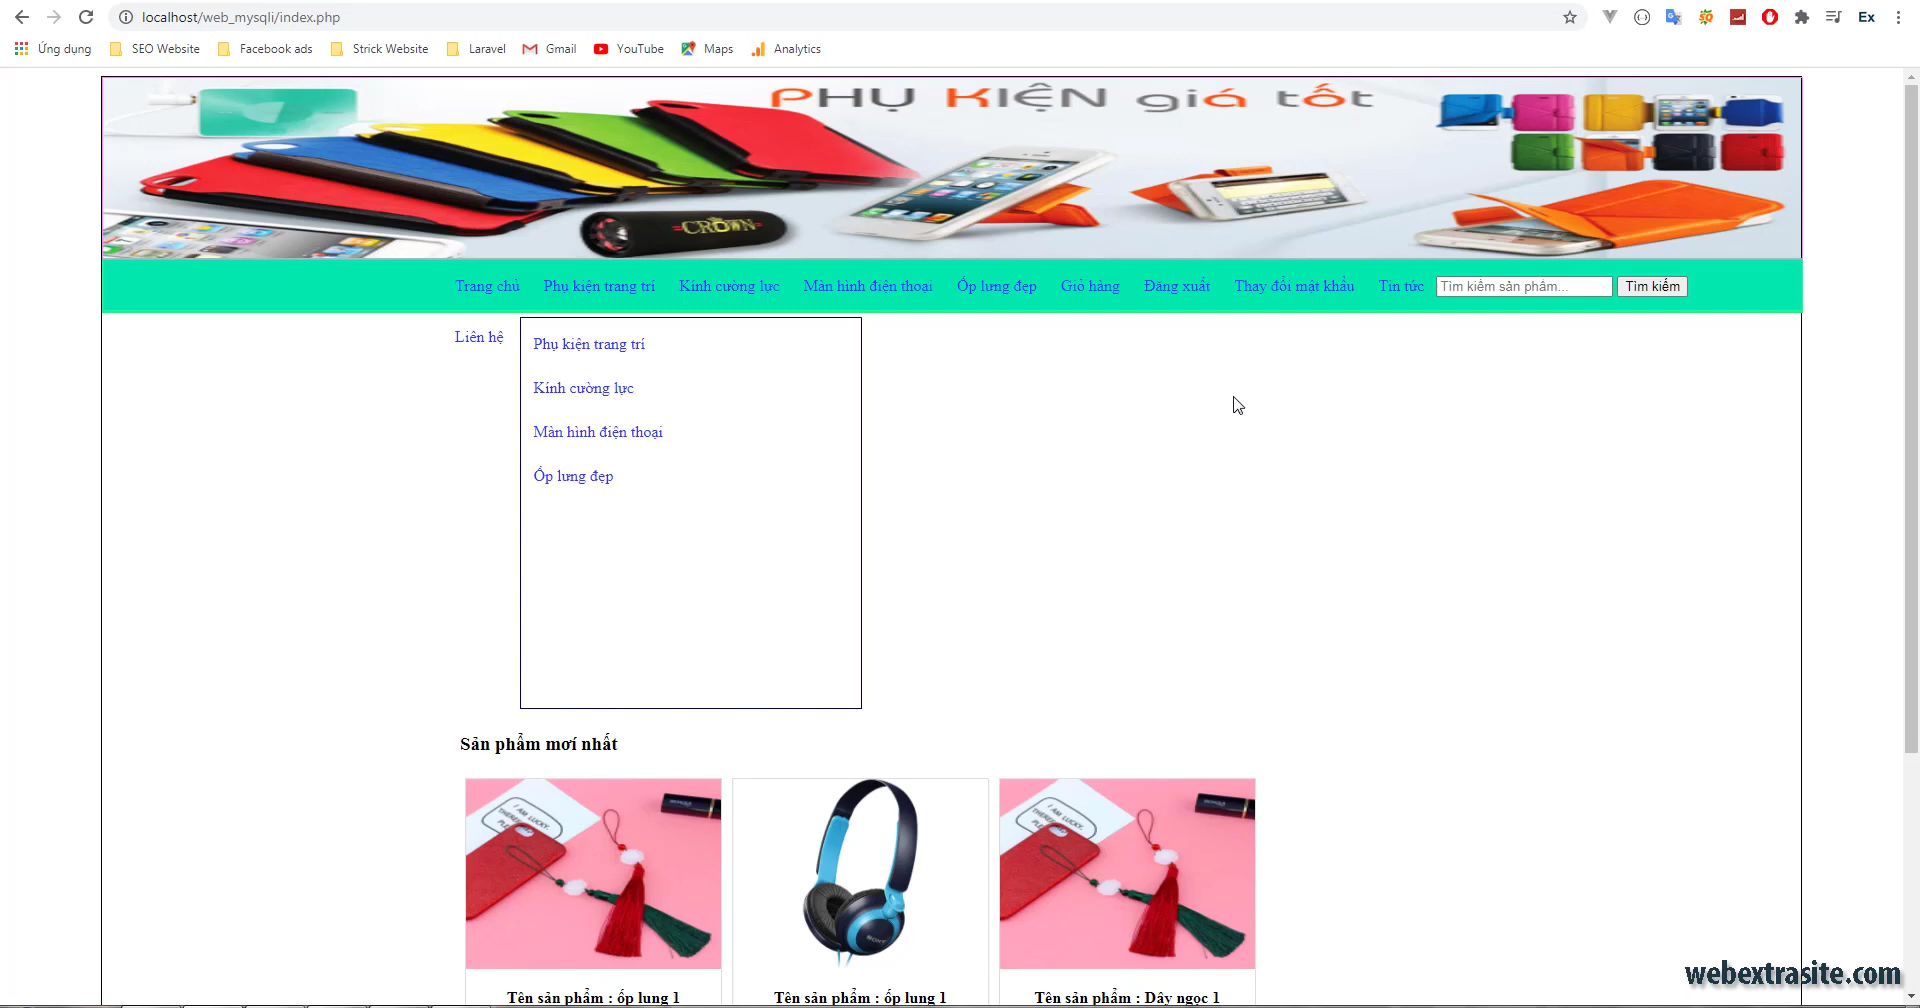 localhost/web_mysqli/index.php
Ex
Ứng dụng SEO Website Facebook ads Strick Website Laravel Gmail YouTube Maps Analytics
PHỤ KIỆN giá tốt
CROWN
Trang chủ Phụ kiện trang trí Kính cường lực Màn hình điện thoại Ốp lưng đẹp Giỏ hàng Đăng xuất Thay đổi mật khẩu Tin tức Tìm kiếm sản phẩm... Tìm kiếm
Liên hệ
Phụ kiện trang trí
Kính cường lực
Màn hình điện thoại
Ốp lưng đẹp
Sản phẩm mới nhất
I AM LUCKY.
SONY
I AM LUCKY.
Tên sản phẩm : ốp lung 1 Tên sản phẩm : ốp lung 1 Tên sản phẩm : Dây ngọc 1
webextrasite.com